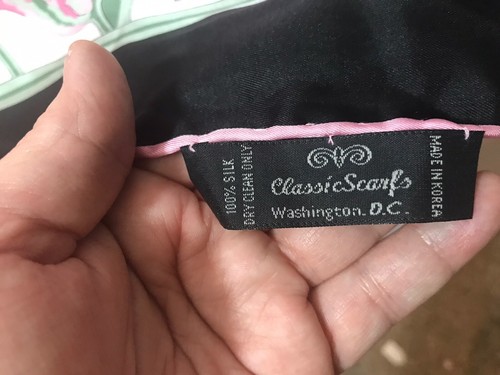 100% SILK
DRY CLEAN ONLY
ClassicScarfs
Washington. D.C.
MADE IN KOREA